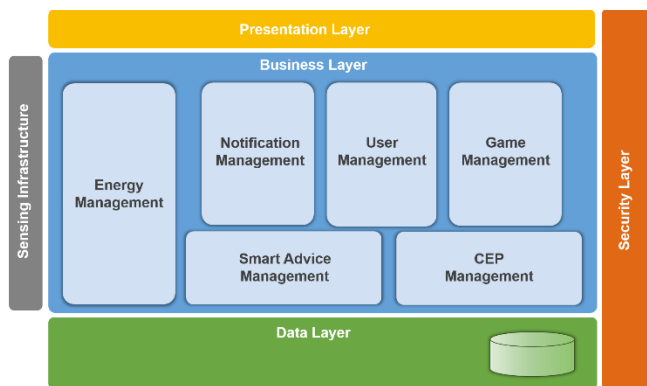 Presentation Layer
Business Layer
Sensing Infrastructure
Energy
Management
Notification
Management
User
Management
Game
Management
Smart Advice
Management
CEP
Management
Security Layer
Data Layer